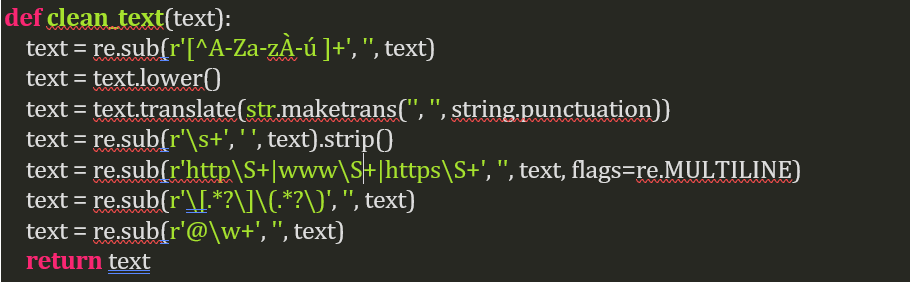 def clean_text(text):
text = re.sub(r'[^A-Za-zÀ-ú ]+', '', text)
text = text.lower()
text = text.translate(str.maketrans('', '', string.punctuation))
text = re.sub(r'\s+', ' ', text).strip()
text = re.sub(r'http\S+|www\S+|https\S+', '', text, flags=re.MULTILINE)
text = re.sub(r'\[.*?\]\(.*?\)', '', text)
text = re.sub(r'@\w+', '', text)
return text